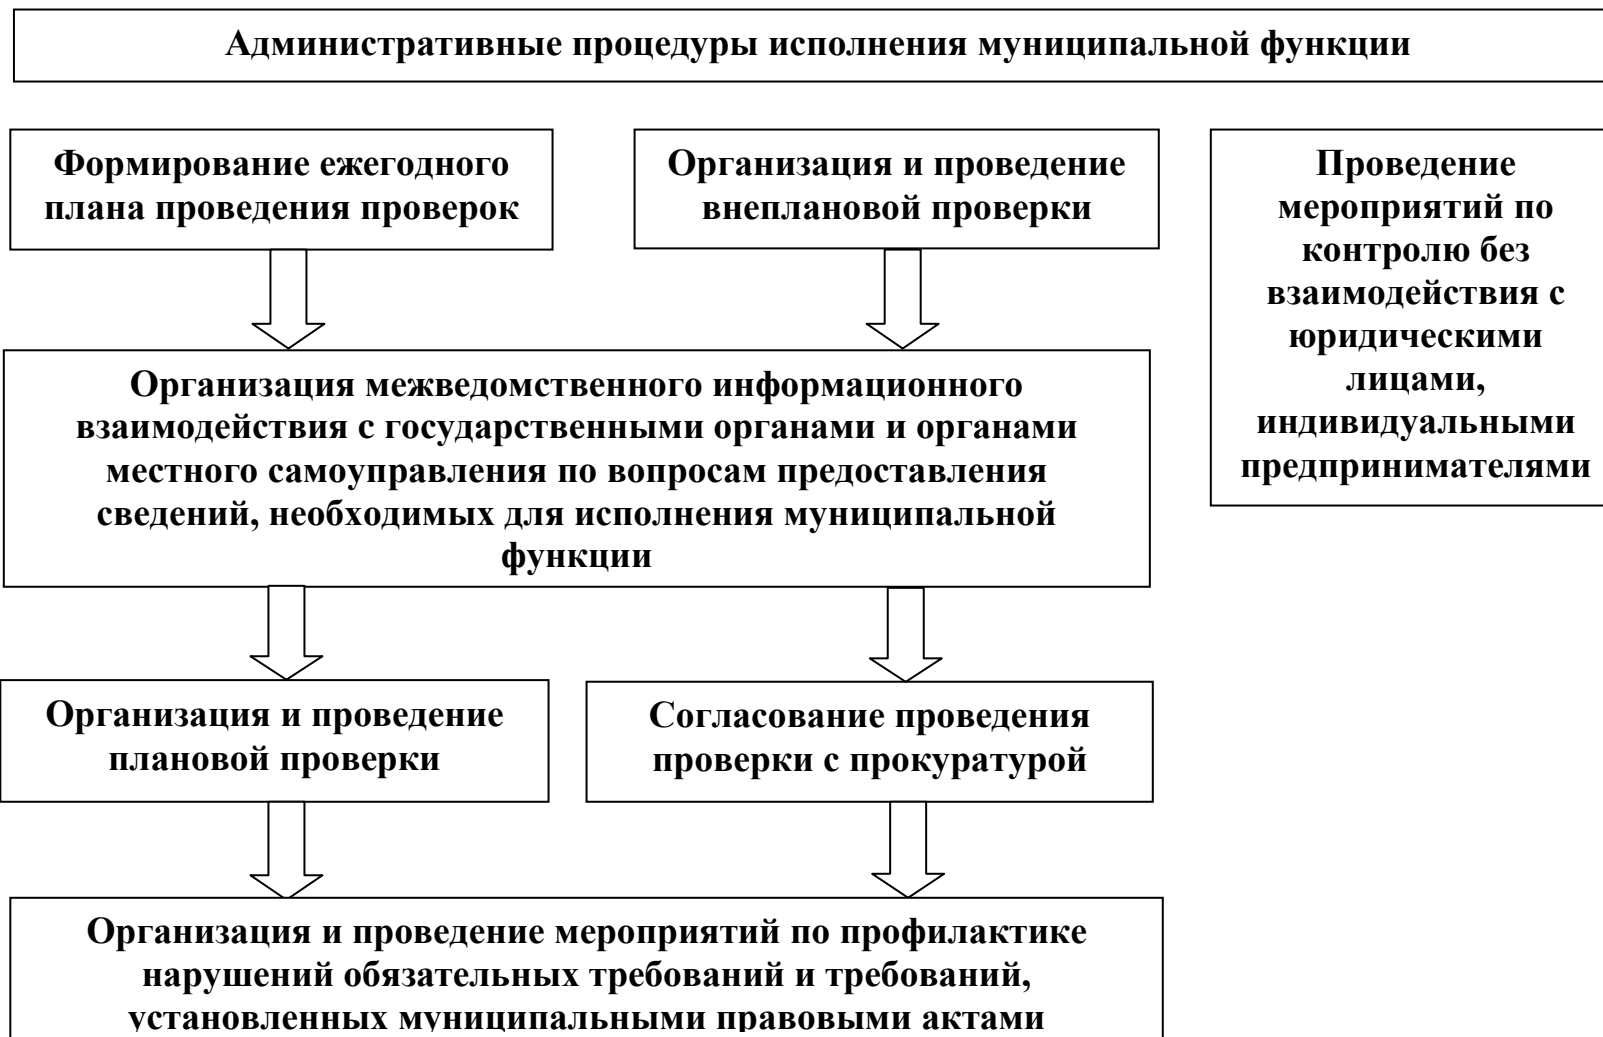 Административные процедуры исполнения муниципальной функции
Формирование ежегодного
плана проведения проверок
Организация и проведение
внеплановой проверки
Проведение
мероприятий по
контролю без
взаимодействия с
юридическими
лицами,
индивидуальными
предпринимателями
Организация межведомственного информационного
взаимодействия с государственными органами и органами
местного самоуправления по вопросам предоставления
сведений, необходимых для исполнения муниципальной
функции
Организация и проведение
плановой проверки
Согласование проведения
проверки с прокуратурой
Организация и проведение мероприятий по профилактике
нарушений обязательных требований и требований,
установленных муниципальными правовыми актами